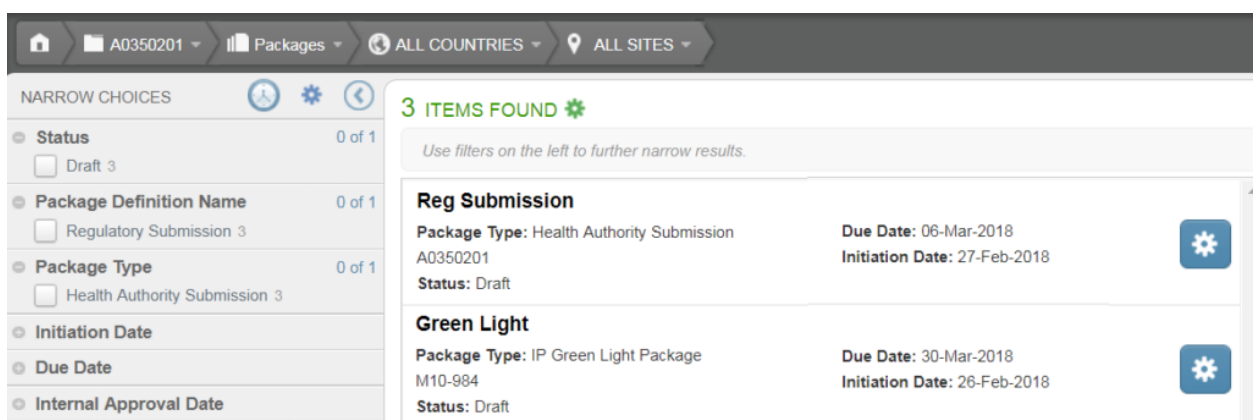 A0350201 Packages ALL COUNTRIES ALL SITES
NARROW CHOICES
Status 0 of 1
Draft 3
Package Definition Name 0 of 1
Regulatory Submission 3
Package Type 0 of 1
Health Authority Submission 3
Initiation Date
Due Date
Internal Approval Date
3 ITEMS FOUND
Use filters on the left to further narrow results.
Reg Submission
Package Type: Health Authority Submission
A0350201
Status: Draft
Due Date: 06-Mar-2018
Initiation Date: 27-Feb-2018
Green Light
Package Type: IP Green Light Package
M10-984
Status: Draft
Due Date: 30-Mar-2018
Initiation Date: 26-Feb-2018